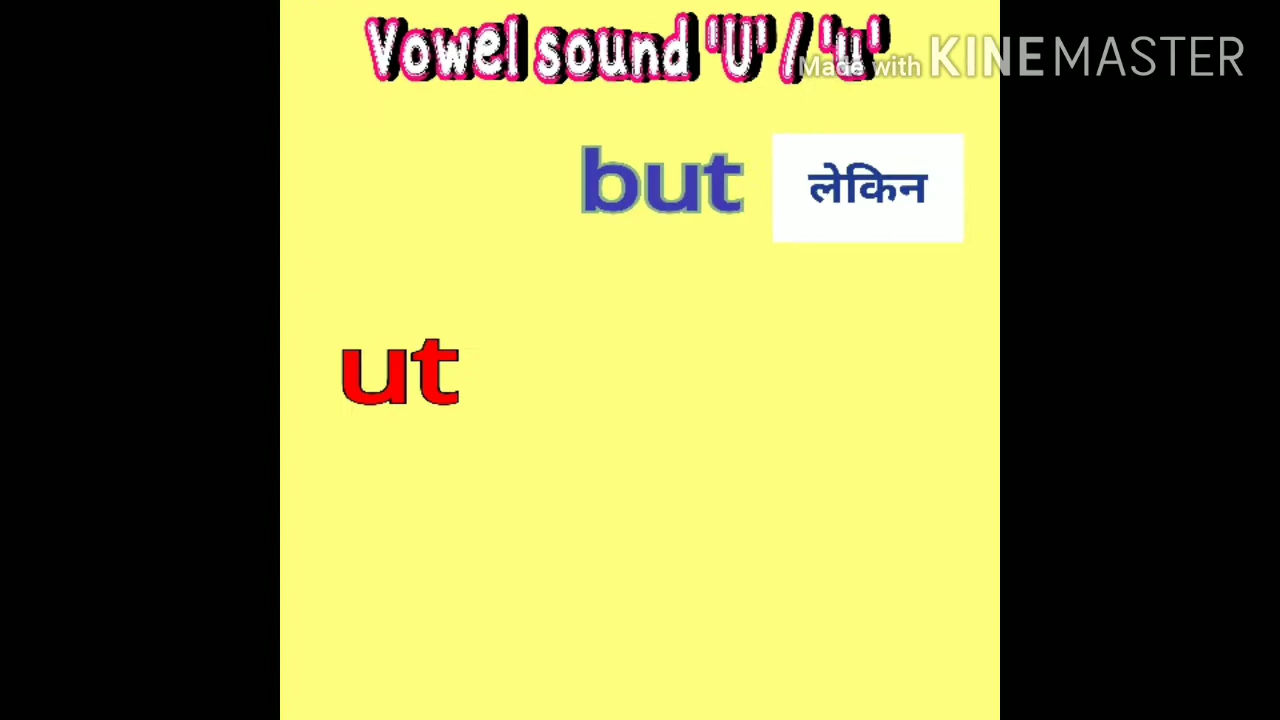 Vowel sound 'U' / 'u'
Made with KINEMASTER
but लेकिन
ut